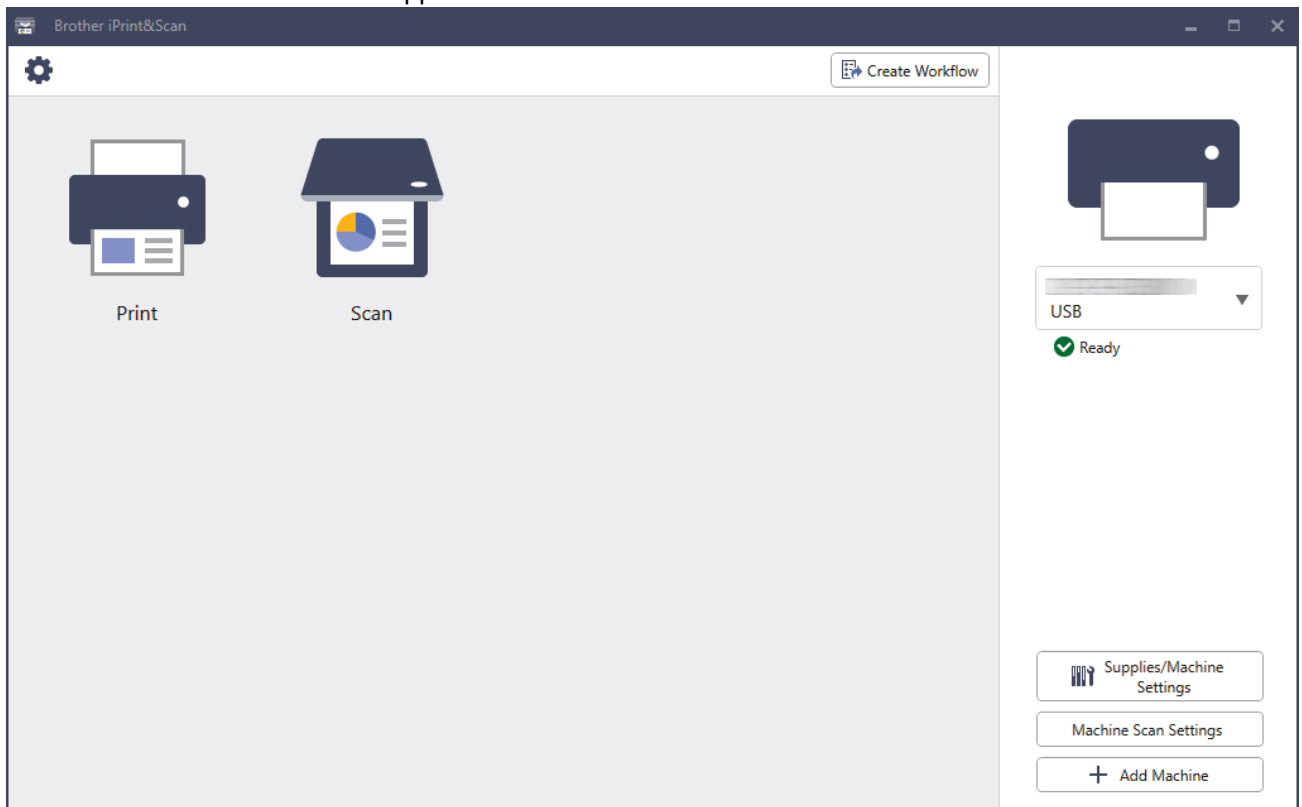 Brother iPrint&Scan
Create Workflow
Print
Scan
USB
Ready
Supplies/Machine
Settings
Machine Scan Settings
Add Machine